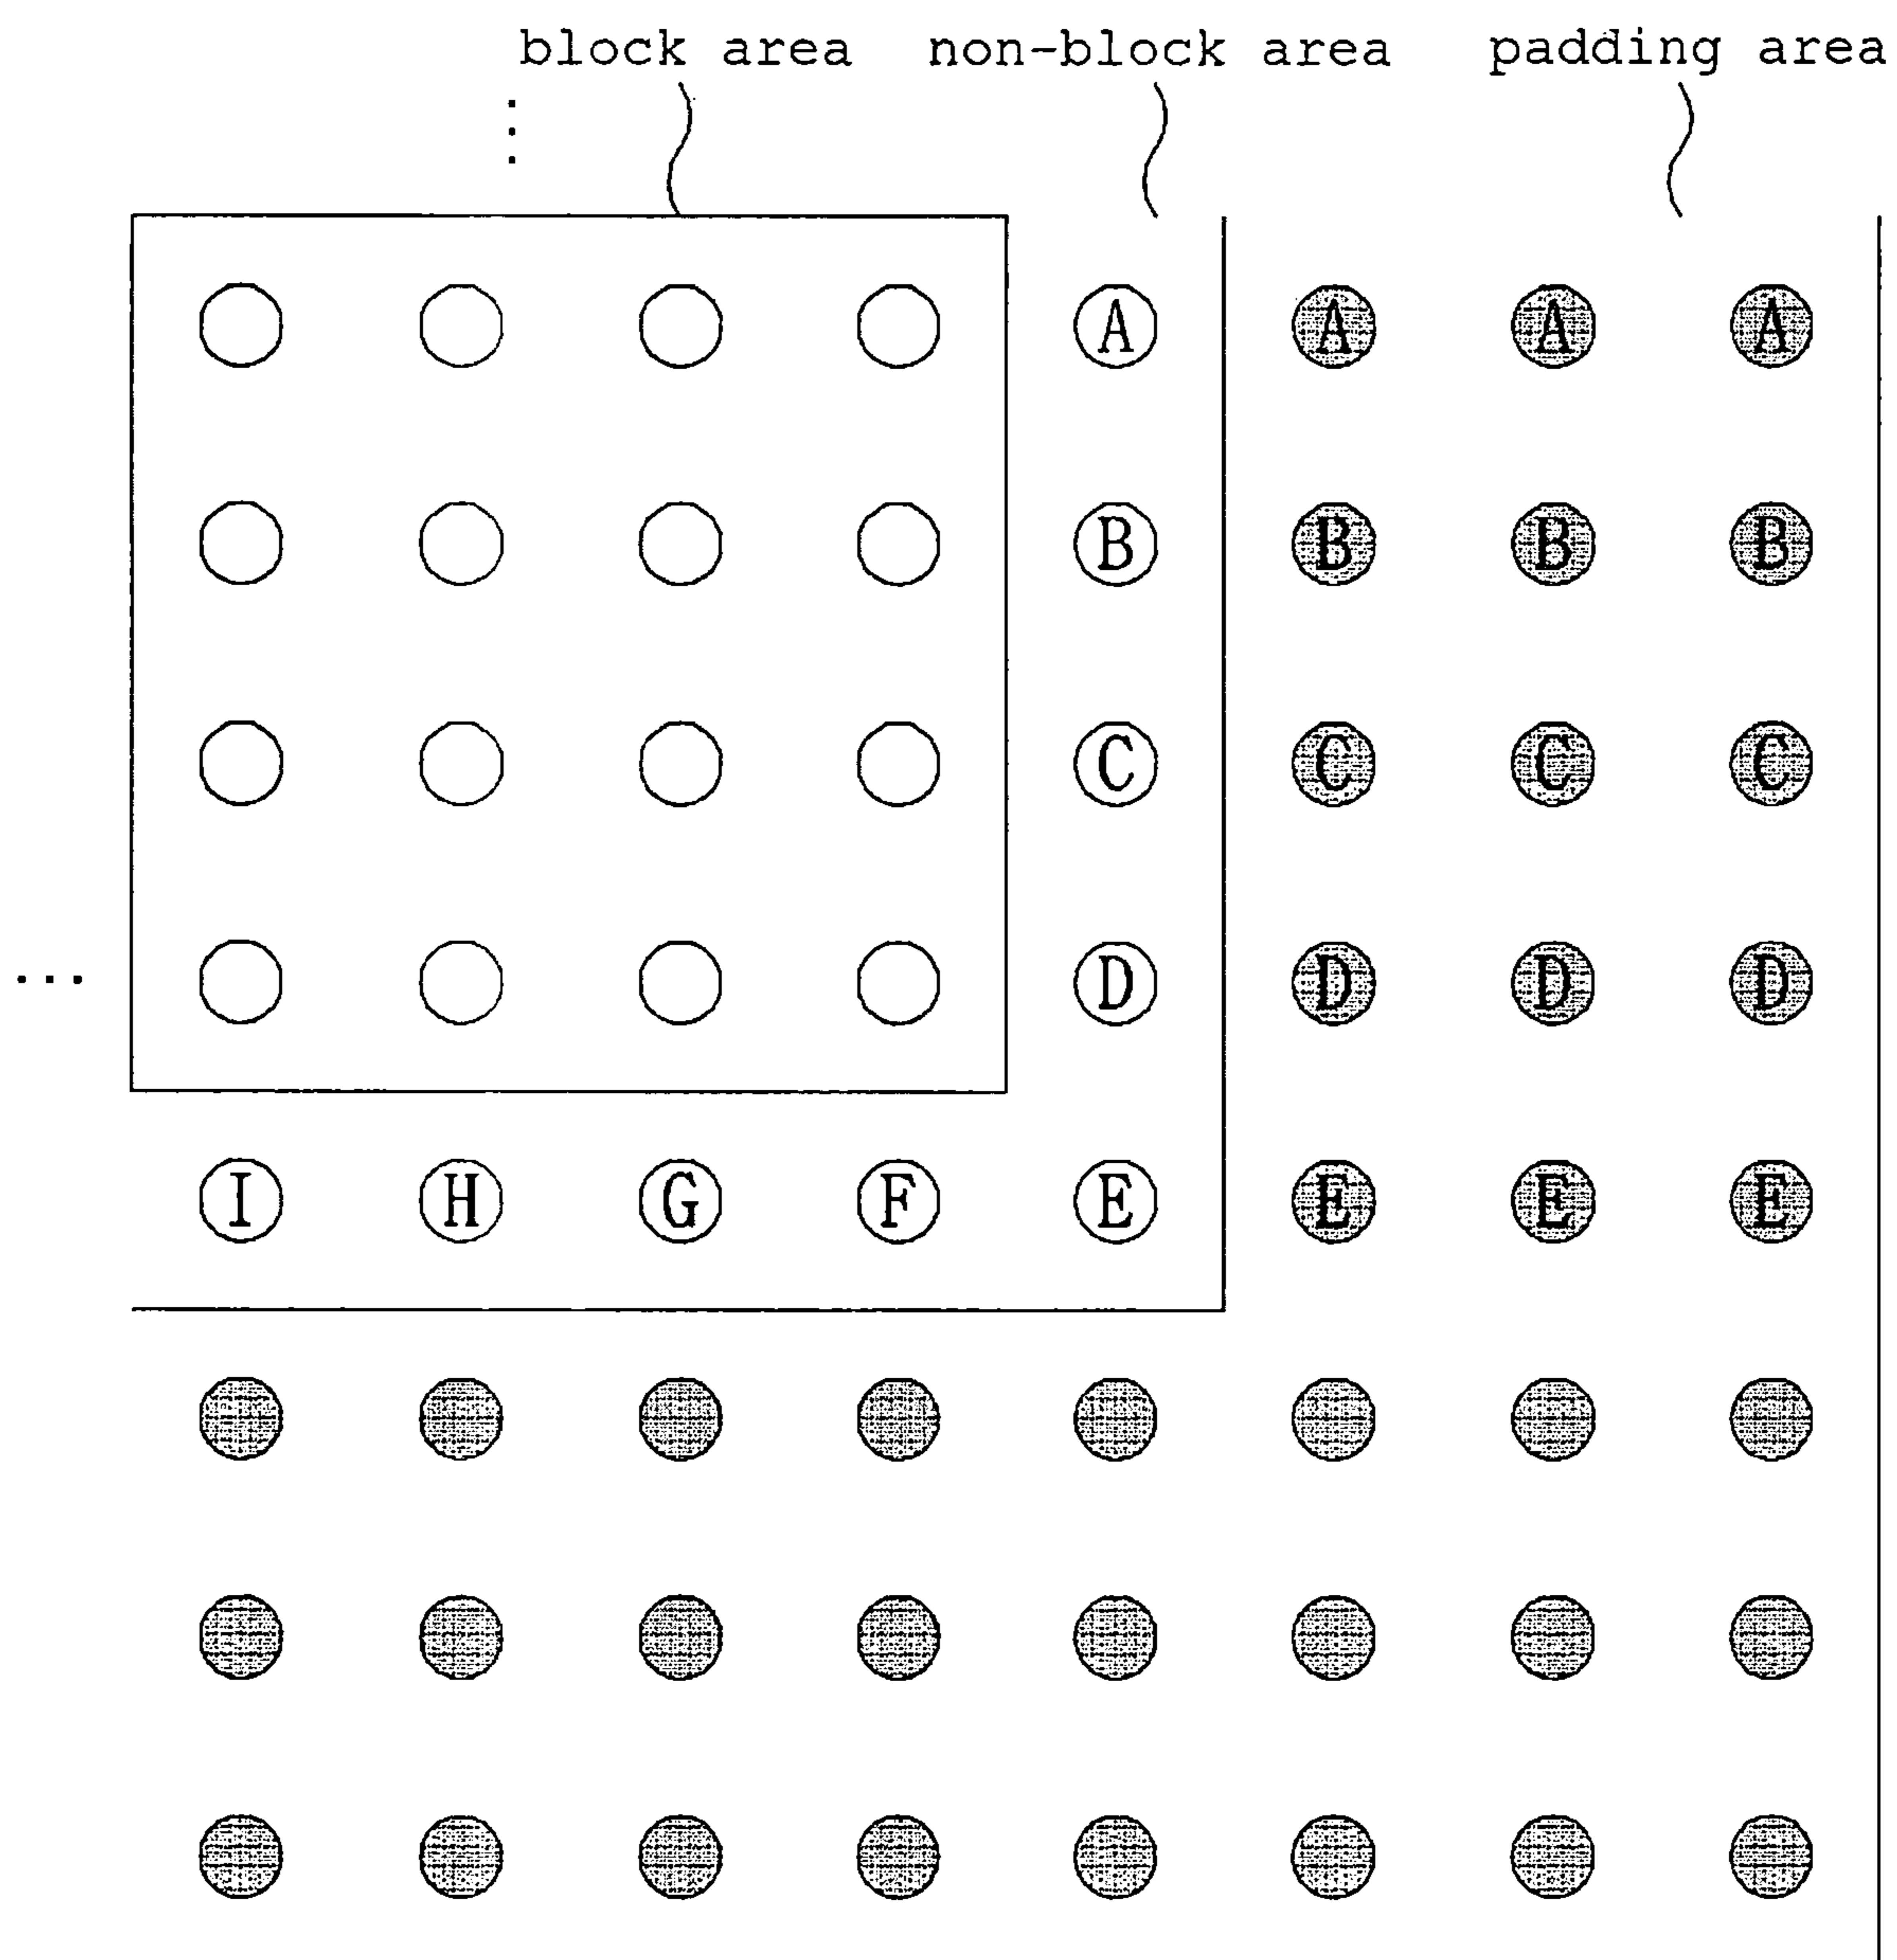 block area non-block area padding area
A A A A
B B B B
C C C C
D D D D
...
I H G F E E E E